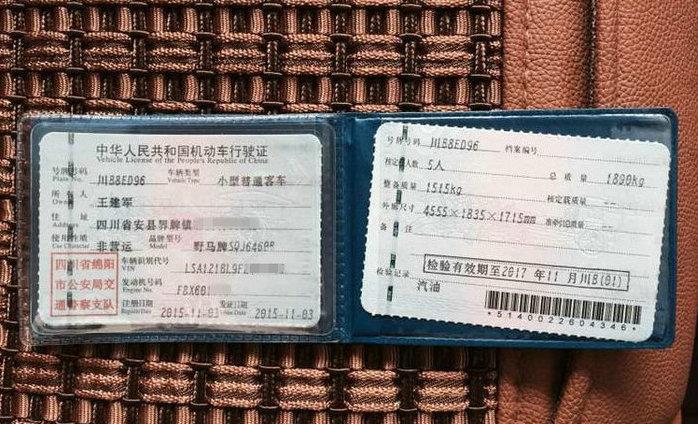 中华人民共和国机动车行驶证
Vehicle License of the People's Republic of China
号牌号码 川B8ED96 车辆类型 小型普通客车
Plate No. Vehicle Type
所有人 王建军
Owner
住址 四川省安县界牌镇
Address
使用性质 非营运 品牌型号 野马牌SQJ6460B
Use Character Model
四川省绵阳
市公安局交
通警察支队
车辆识别代号 LSA121BL9F2
VIN
发动机号码 FBX601
Engine No.
注册日期 2015-11-03 发证日期 2015-11-03
Register Date Issue Date
号牌号码 川B8ED96 档案编号
核定载人数 5人 总质量 1890kg
整备质量 1515kg 核定载质量 --
外廓尺寸 4555×1835×1715mm 准牵引总质量 --
备注
检验记录 检验有效期至2017年11月川B(01)
汽油
*5140022604346*